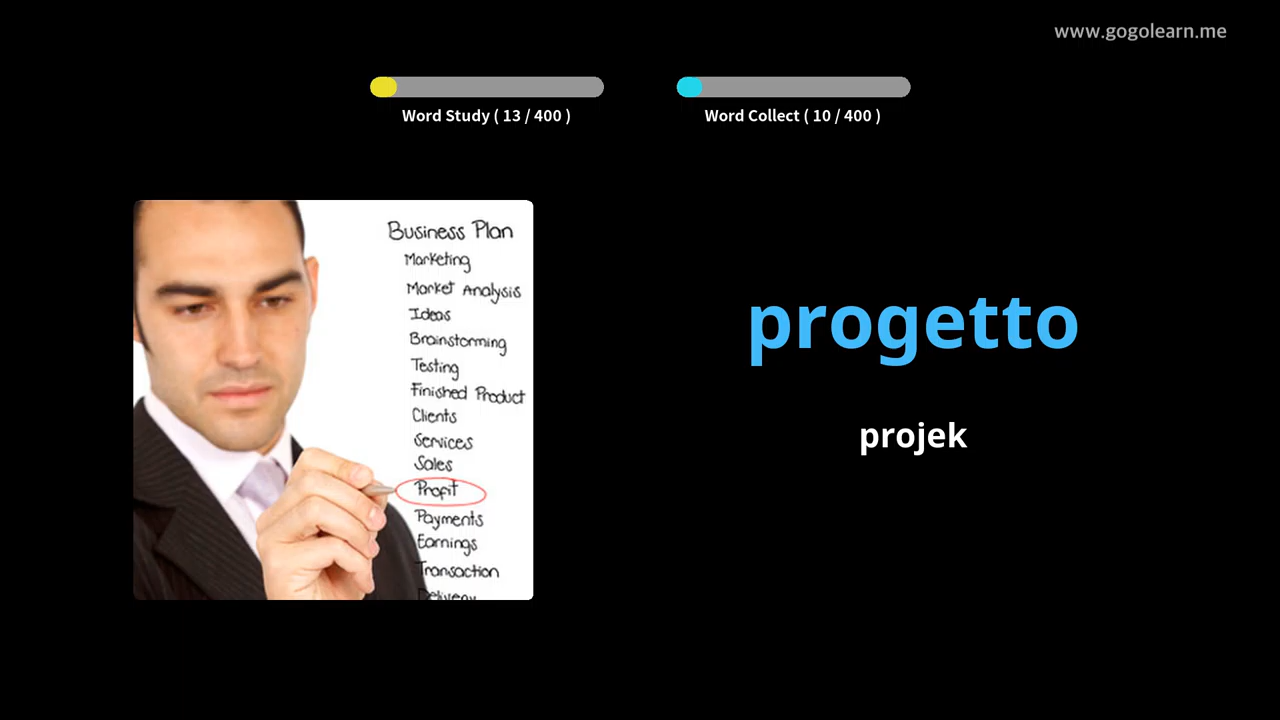 www.gogolearn.me
Word Study ( 13 / 400 )
Word Collect ( 10 / 400 )
Business Plan
Marketing
Market Analysis
Ideas
Brainstorming
Testing
Finished Product
Clients
Services
Sales
Profit
Payments
Earnings
Transaction
Delivery
progetto
projek